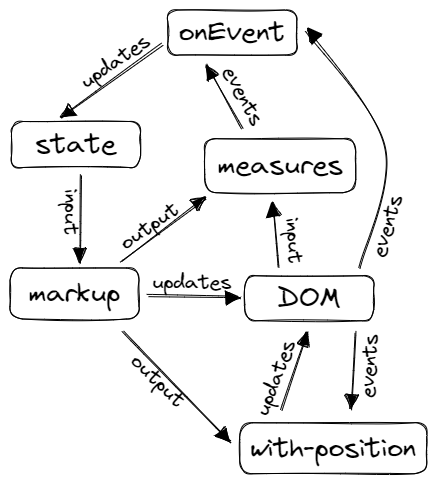 onEvent
updates
events
state
measures
input
output
input
events
markup
updates
DOM
output
updates
events
with-position